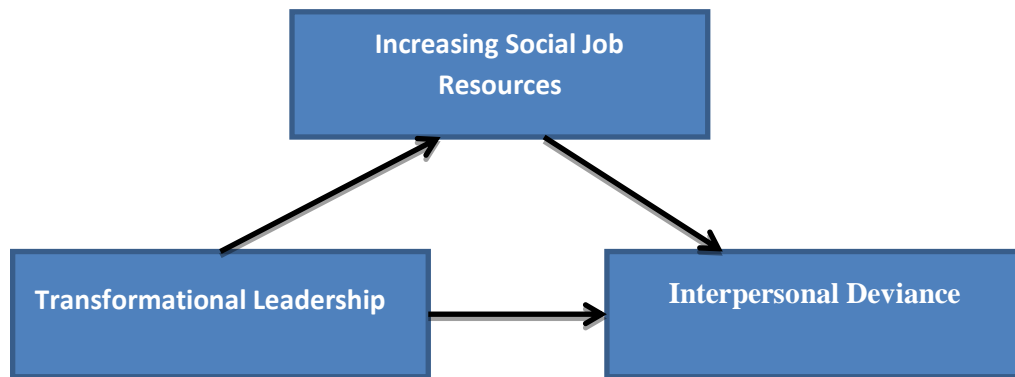 Increasing Social Job
Resources
Transformational Leadership
Interpersonal Deviance